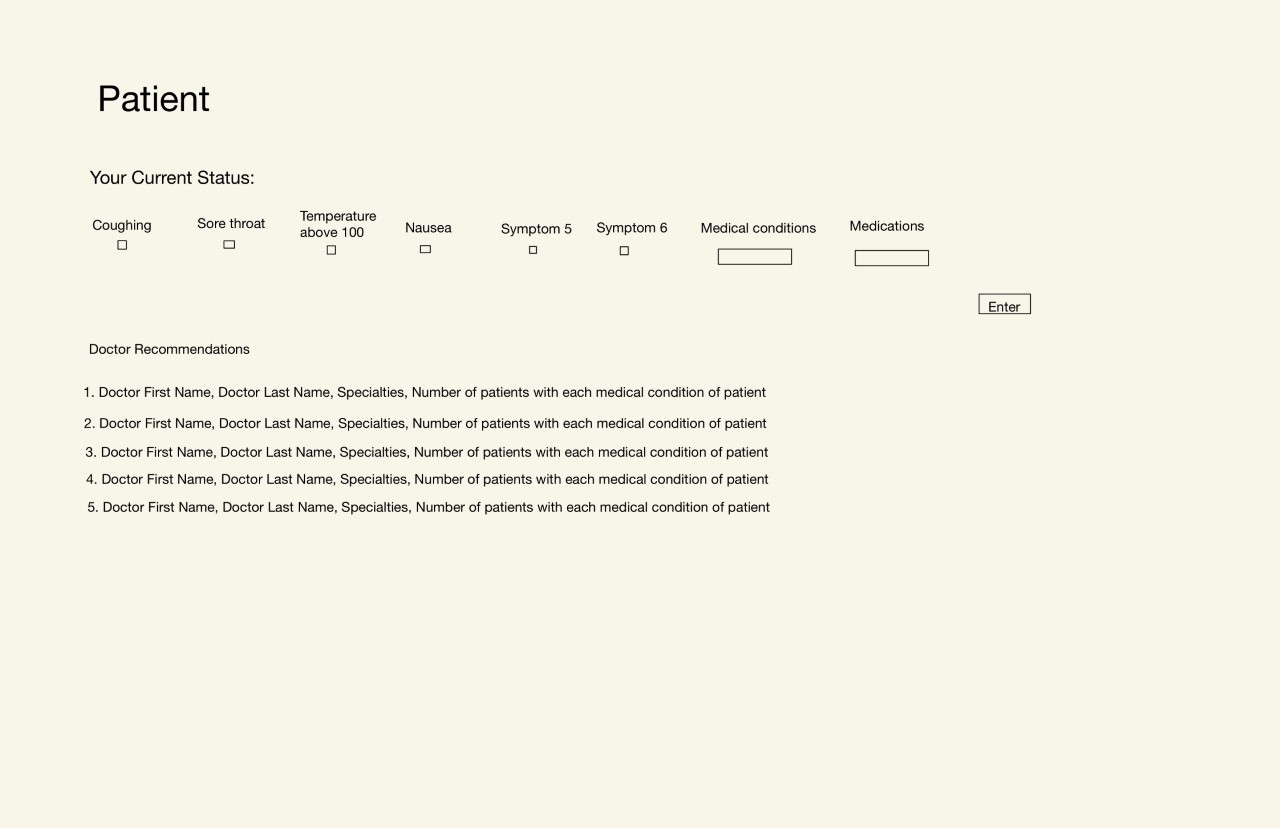 Patient
Your Current Status:
Coughing
Sore throat
Temperature
above 100
Nausea
Symptom 5
Symptom 6
Medical conditions
Medications
Enter
Doctor Recommendations
1. Doctor First Name, Doctor Last Name, Specialties, Number of patients with each medical condition of patient
2. Doctor First Name, Doctor Last Name, Specialties, Number of patients with each medical condition of patient
3. Doctor First Name, Doctor Last Name, Specialties, Number of patients with each medical condition of patient
4. Doctor First Name, Doctor Last Name, Specialties, Number of patients with each medical condition of patient
5. Doctor First Name, Doctor Last Name, Specialties, Number of patients with each medical condition of patient